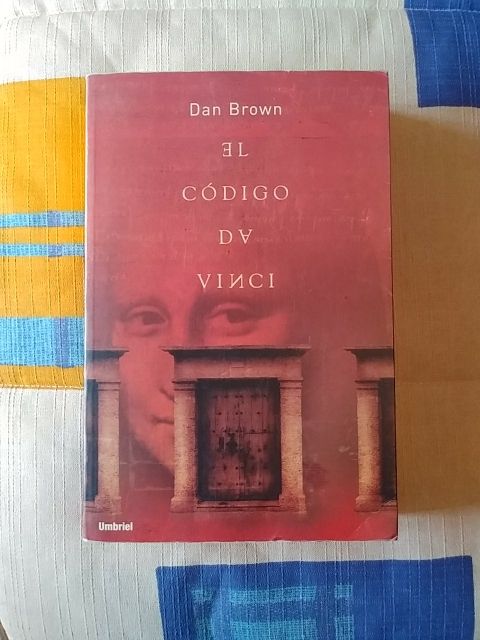 Dan Brown
EL
CÓDIGO
DA
VINCI
Umbriel